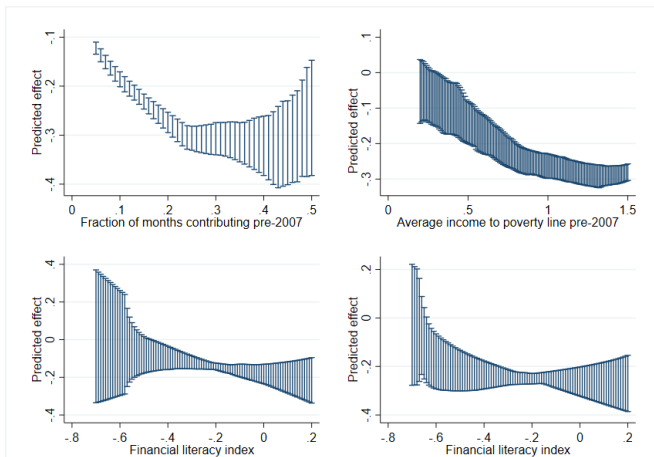 Predicted effect
-.1
-.2
-.3
-.4
0 .1 .2 .3 .4 .5
Fraction of months contributing pre-2007
Predicted effect
.1
0
-.1
-.2
-.3
0 .5 1 1.5
Average income to poverty line pre-2007
Predicted effect
.4
.2
0
-.2
-.4
-.8 -.6 -.4 -.2 0 .2
Financial literacy index
Predicted effect
.2
0
-.2
-.4
-.8 -.6 -.4 -.2 0 .2
Financial literacy index